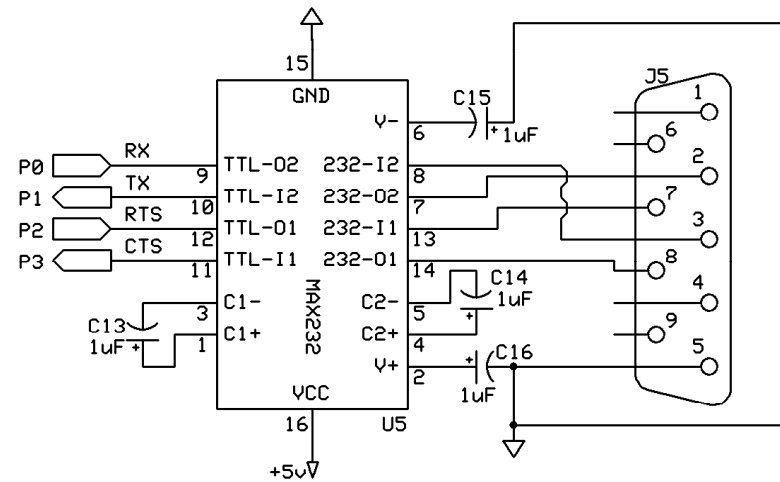 15
GND
C15
V-
6
+
1uF
J5
1
6
2
7
3
8
4
9
5
P0
RX
9
TTL-O2
232-I2
8
P1
TX
10
TTL-I2
232-O2
7
P2
RTS
12
TTL-O1
232-I1
13
P3
CTS
11
TTL-I1
232-O1
14
MAX232
3
C1-
C2-
5
C14
1uF
+
C13
1uF
+
1
C1+
C2+
4
V+
2
+
C16
1uF
VCC
16
U5
+5v